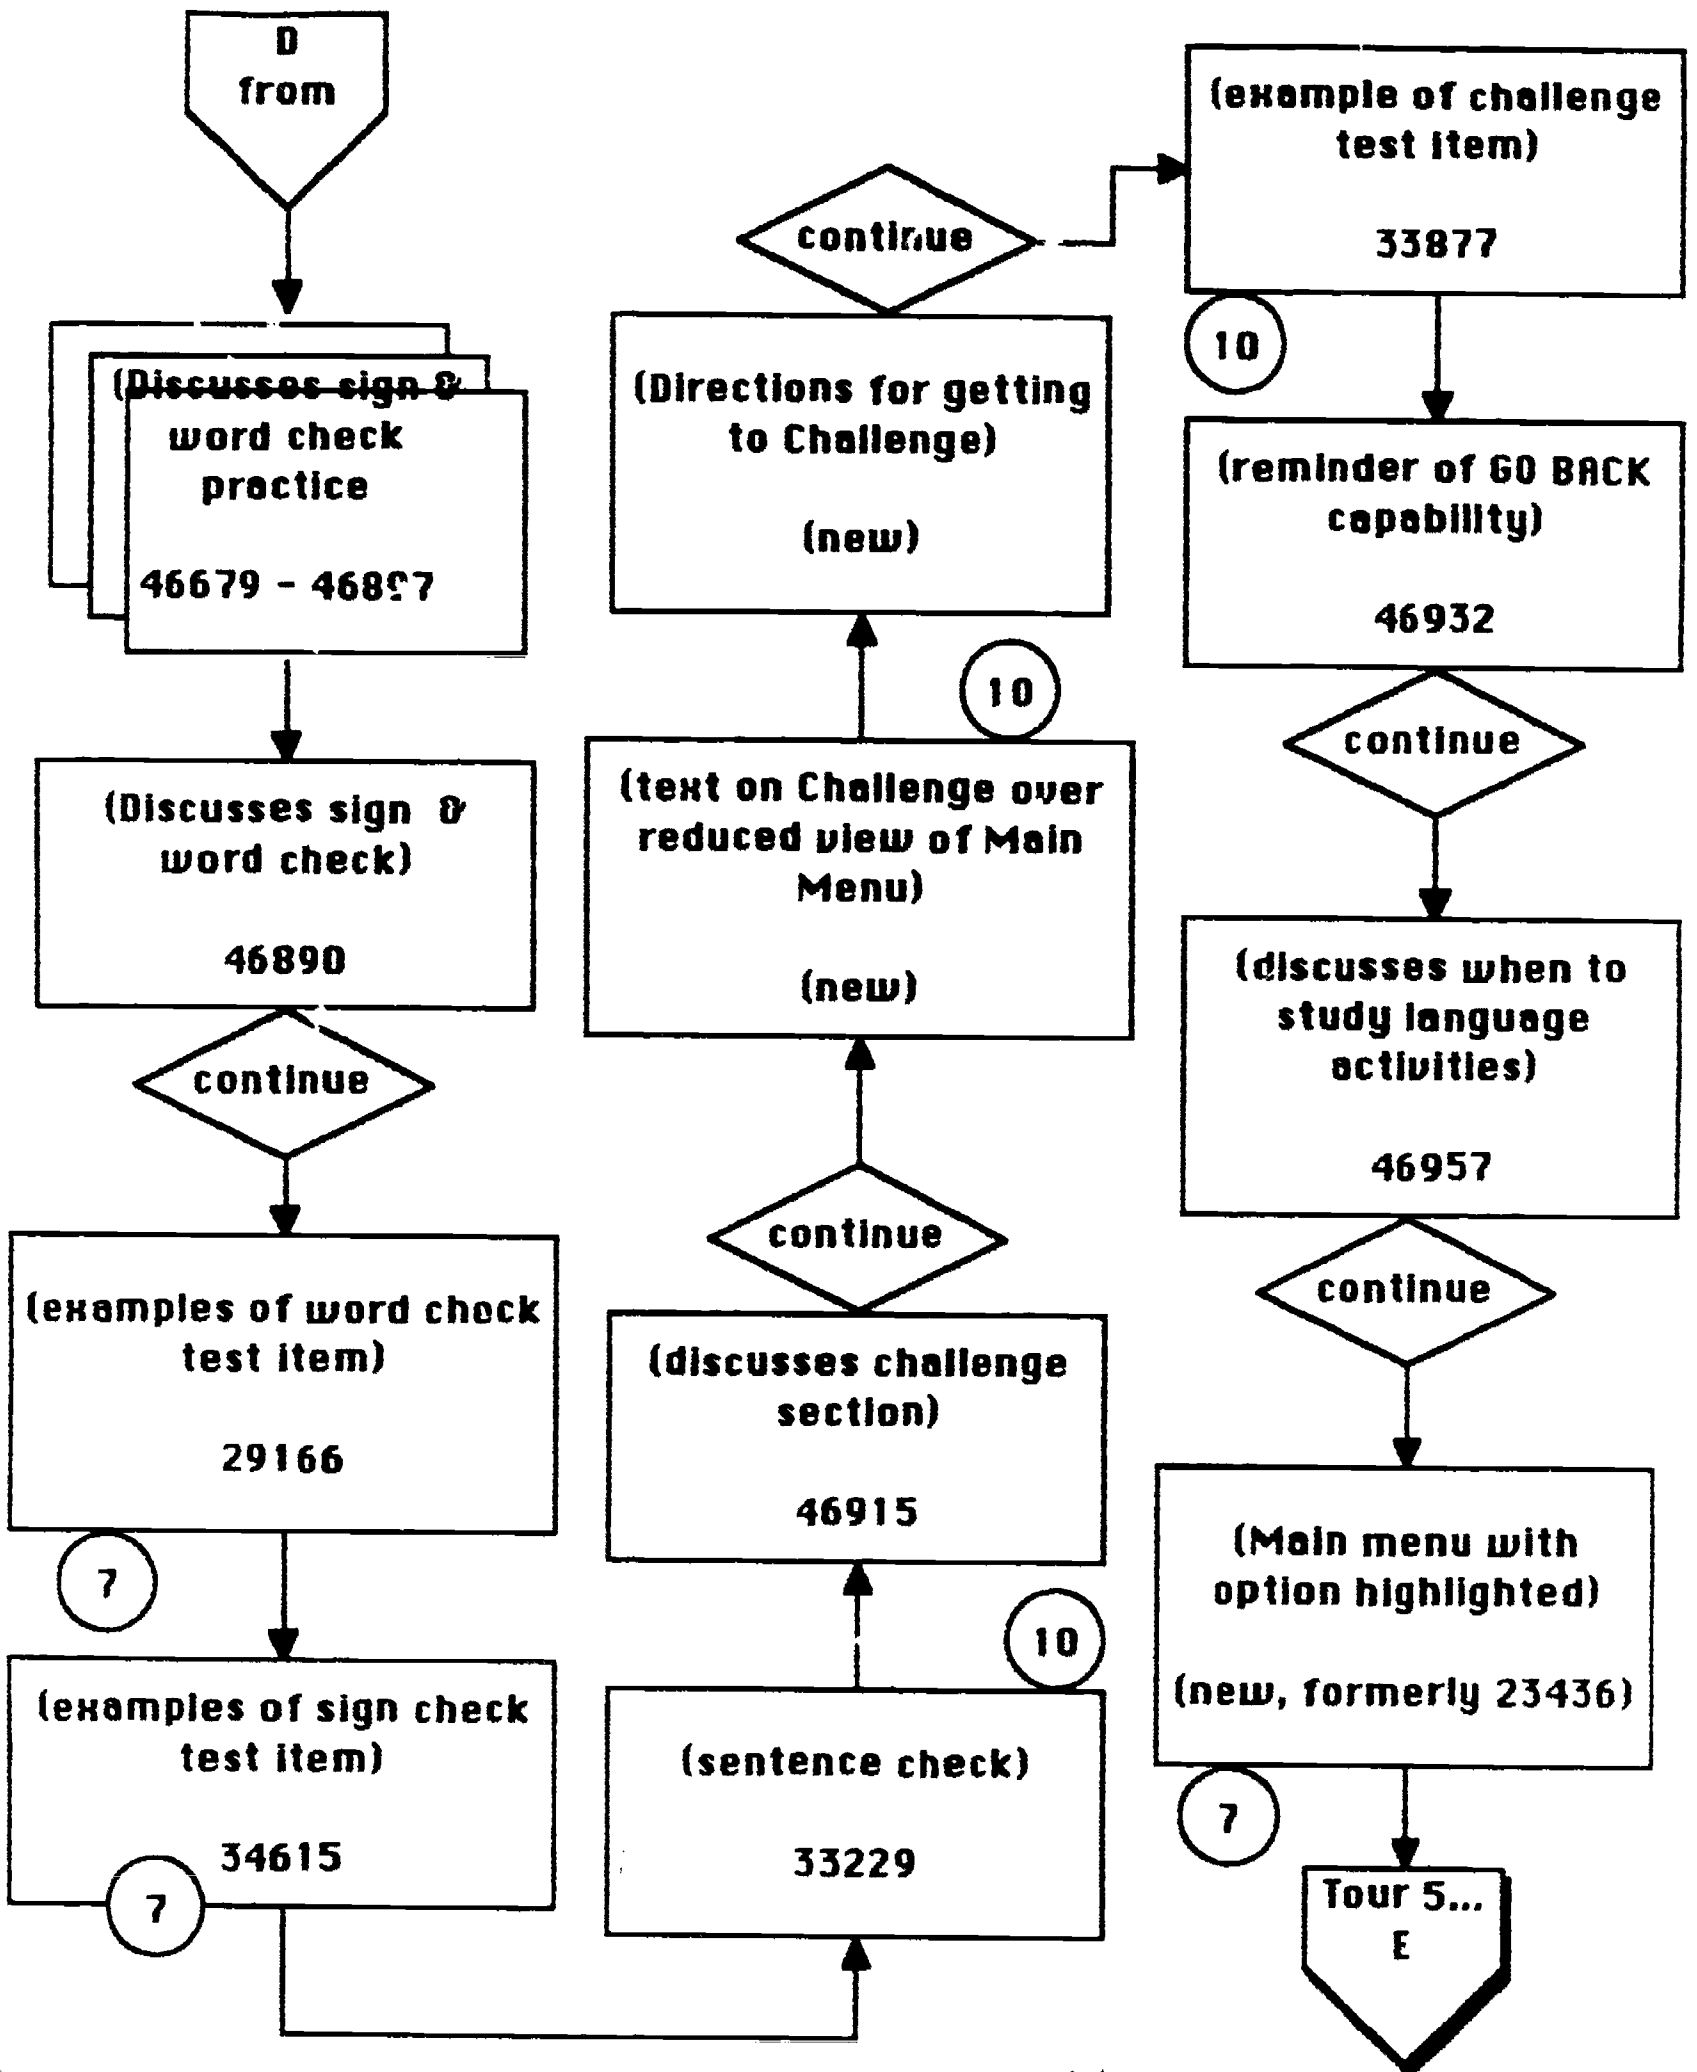 D
from
(Discusses sign &
word check
practice
46679 -
(Discusses sign &
word check)
46890
continue
(examples of word check
test item)
29166
7
(examples of sign check
test item)
34615
7
(sentence check)
33229
10
(discusses challenge
section)
46915
continue
(text on Challenge over
reduced view of Main
Menu)
(new)
10
(Directions for getting
to Challenge)
(new)
continue
(example of challenge
test item)
33877
10
(reminder of GO BACK
capability)
46932
continue
(discusses when to
study language
activities)
46957
continue
(Main menu with
option highlighted)
(new, formerly 23436)
7
Tour 5...
E